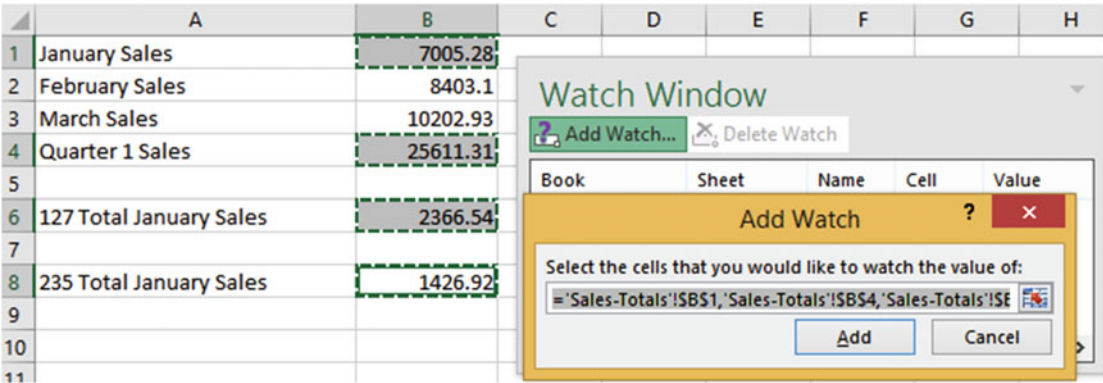 A B C D E F G H
1 January Sales 7005.28
2 February Sales 8403.1
3 March Sales 10202.93
4 Quarter 1 Sales 25611.31
5
6 127 Total January Sales 2366.54
7
8 235 Total January Sales 1426.92
9
10
11
Watch Window
Add Watch... Delete Watch
Book Sheet Name Cell Value
Add Watch ? ×
Select the cells that you would like to watch the value of:
='Sales-Totals'!$B$1,'Sales-Totals'!$B$4,'Sales-Totals'!$E
Add Cancel